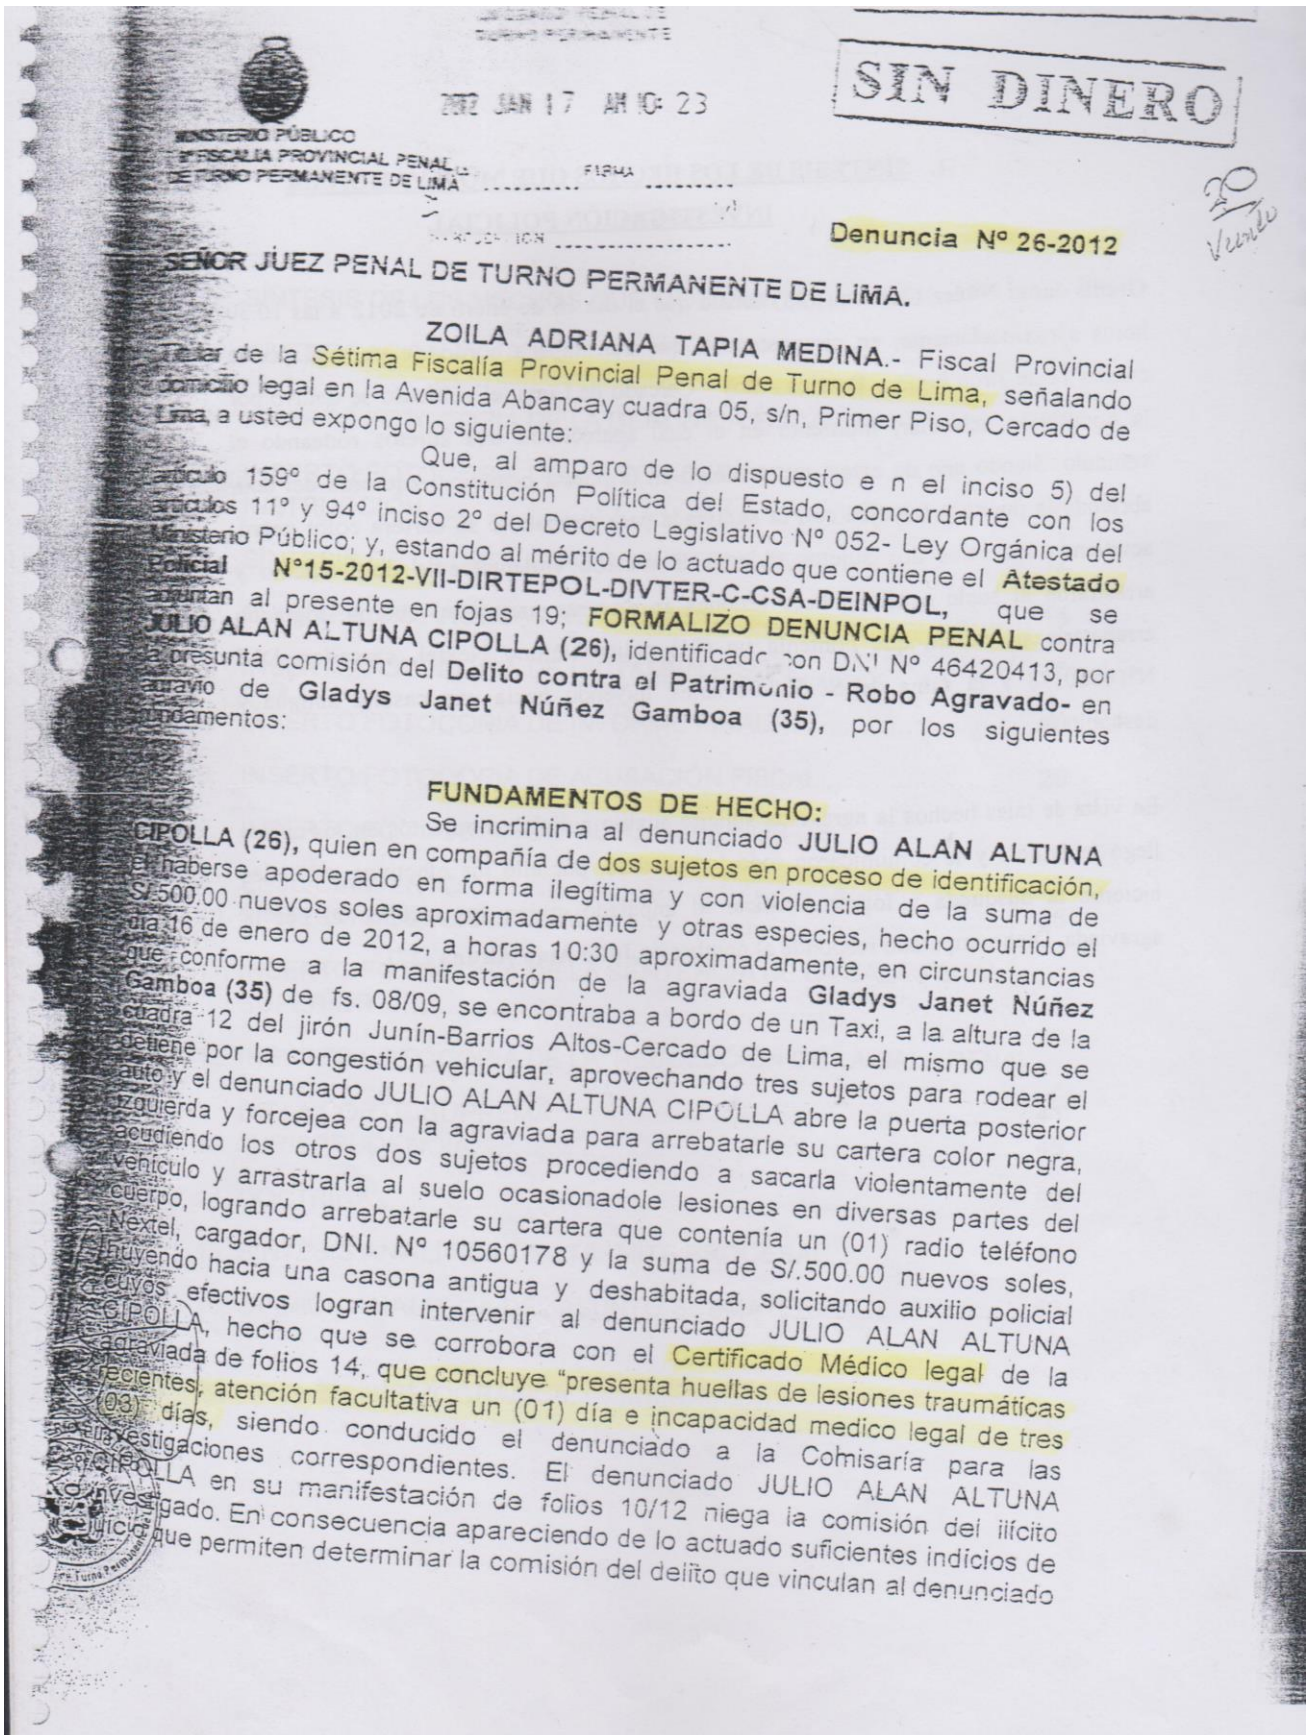 JUZGADO PENAL DE
TURNO PERMANENTE
SIN DINERO
2012 JAN 17 AM 10: 23
MINISTERIO PÚBLICO
FISCALIA PROVINCIAL PENAL
DE TURNO PERMANENTE DE LIMA
FIRMA
20
Veinte
Denuncia Nº 26-2012
SEÑOR JUEZ PENAL DE TURNO PERMANENTE DE LIMA.
ZOILA ADRIANA TAPIA MEDINA.- Fiscal Provincial
Titular de la Sétima Fiscalía Provincial Penal de Turno de Lima, señalando
domicilio legal en la Avenida Abancay cuadra 05, s/n, Primer Piso, Cercado de
Lima, a usted expongo lo siguiente:
Que, al amparo de lo dispuesto e n el inciso 5) del
artículo 159º de la Constitución Política del Estado, concordante con los
artículos 11º y 94º inciso 2º del Decreto Legislativo Nº 052- Ley Orgánica del
Ministerio Público; y, estando al mérito de lo actuado que contiene el Atestado
Policial N°15-2012-VII-DIRTEPOL-DIVTER-C-CSA-DEINPOL, que se
adjuntan al presente en fojas 19; FORMALIZO DENUNCIA PENAL contra
JULIO ALAN ALTUNA CIPOLLA (26), identificado con DNI Nº 46420413, por
la presunta comisión del Delito contra el Patrimonio - Robo Agravado- en
agravio de Gladys Janet Núñez Gamboa (35), por los siguientes
fundamentos:
FUNDAMENTOS DE HECHO:
Se incrimina al denunciado JULIO ALAN ALTUNA
CIPOLLA (26), quien en compañía de dos sujetos en proceso de identificación,
el haberse apoderado en forma ilegítima y con violencia de la suma de
S/.500.00 nuevos soles aproximadamente y otras especies, hecho ocurrido el
día 16 de enero de 2012, a horas 10:30 aproximadamente, en circunstancias
que conforme a la manifestación de la agraviada Gladys Janet Núñez
Gamboa (35) de fs. 08/09, se encontraba a bordo de un Taxi, a la altura de la
cuadra 12 del jirón Junín-Barrios Altos-Cercado de Lima, el mismo que se
detiene por la congestión vehicular, aprovechando tres sujetos para rodear el
auto y el denunciado JULIO ALAN ALTUNA CIPOLLA abre la puerta posterior
izquierda y forcejea con la agraviada para arrebatarle su cartera color negra,
acudiendo los otros dos sujetos procediendo a sacarla violentamente del
vehículo y arrastrarla al suelo ocasionadole lesiones en diversas partes del
cuerpo, logrando arrebatarle su cartera que contenía un (01) radio teléfono
Nextel, cargador, DNI. Nº 10560178 y la suma de S/.500.00 nuevos soles,
huyendo hacia una casona antigua y deshabitada, solicitando auxilio policial
cuyos efectivos logran intervenir al denunciado JULIO ALAN ALTUNA
CIPOLLA, hecho que se corrobora con el Certificado Médico legal de la
agraviada de folios 14, que concluye "presenta huellas de lesiones traumáticas
recientes, atención facultativa un (01) día e incapacidad medico legal de tres
(03) días, siendo conducido el denunciado a la Comisaría para las
investigaciones correspondientes. El denunciado JULIO ALAN ALTUNA
CIPOLLA en su manifestación de folios 10/12 niega la comisión del ilícito
investigado. En consecuencia apareciendo de lo actuado suficientes indicios de
que permiten determinar la comisión del delito que vinculan al denunciado